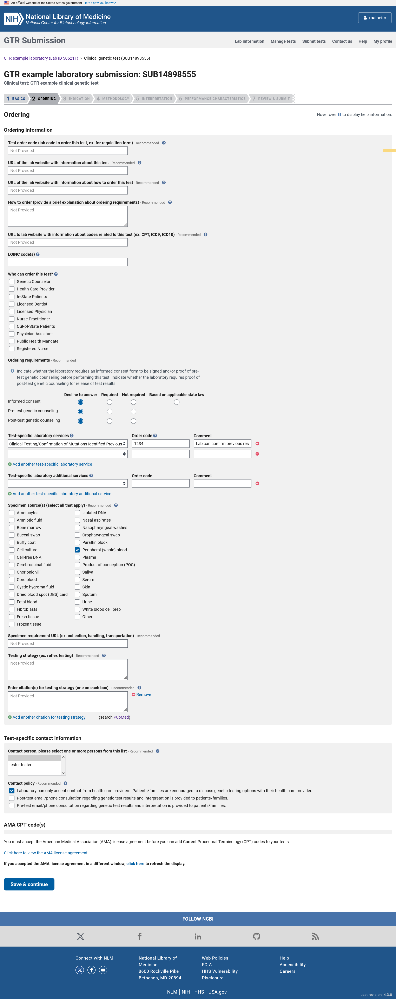 An official website of the United States government Here's how you know
NIH National Library of Medicine
National Center for Biotechnology Information
malheiro
GTR Submission
Lab information Manage tests Submit tests Contact us Help My profile
GTR example laboratory (Lab ID 505211) › Clinical genetic test (SUB14898555)
GTR example laboratory submission: SUB14898555
Clinical test: GTR example clinical genetic test
1 BASICS 2 ORDERING 3 INDICATION 4 METHODOLOGY 5 INTERPRETATION 6 PERFORMANCE CHARACTERISTICS 7 REVIEW & SUBMIT
Ordering
Hover over ? to display help information.
Ordering Information
Test order code (lab code to order this test, ex. for requisition form) - Recommended
Not Provided
URL of the lab website with information about this test - Recommended
Not Provided
URL of the lab website with information about how to order this test - Recommended
Not Provided
How to order (provide a brief explanation about ordering requirements) - Recommended
Not Provided
URL to lab website with information about codes related to this test (ex. CPT, ICD9, ICD10) - Recommended
Not Provided
LOINC code(s)
Who can order this test?
Genetic Counselor
Health Care Provider
In-State Patients
Licensed Dentist
Licensed Physician
Nurse Practitioner
Out-of-State Patients
Physician Assistant
Public Health Mandate
Registered Nurse
Ordering requirements - Recommended
Indicate whether the laboratory requires an informed consent form to be signed and/or proof of pre-
test genetic counseling before performing this test. Indicate whether the laboratory requires proof of
post-test genetic counseling for release of test results.
Decline to answer Required Not required Based on applicable state law
Informed consent
Pre-test genetic counseling
Post-test genetic counseling
Test-specific laboratory services Order code Comment
Clinical Testing/Confirmation of Mutations Identified Previous 1234 Lab can confirm previous res
Add another test-specific laboratory service
Test-specific laboratory additional services Order code Comment
Add another test-specific laboratory additional service
Specimen source(s) (select all that apply) - Recommended
Amniocytes Isolated DNA
Amniotic fluid Nasal aspirates
Bone marrow Nasopharyngeal washes
Buccal swab Oropharyngeal swab
Buffy coat Paraffin block
Cell culture Peripheral (whole) blood
Cell-free DNA Plasma
Cerebrospinal fluid Product of conception (POC)
Chorionic villi Saliva
Cord blood Serum
Cystic hygroma fluid Skin
Dried blood spot (DBS) card Sputum
Fetal blood Urine
Fibroblasts White blood cell prep
Fresh tissue Other
Frozen tissue
Specimen requirement URL (ex. collection, handling, transportation) - Recommended
Not Provided
Testing strategy (ex. reflex testing) - Recommended
Not Provided
Enter citation(s) for testing strategy (one on each box) - Recommended
Not Provided
Remove
Add another citation for testing strategy (search PubMed)
Test-specific contact information
Contact person, please select one or more persons from this list - Recommended
tester tester
Contact policy - Recommended
Laboratory can only accept contact from health care providers. Patients/families are encouraged to discuss genetic testing options with their health care provider.
Post-test email/phone consultation regarding genetic test results and interpretation is provided to patients/families.
Pre-test email/phone consultation regarding genetic test results and interpretation is provided to patients/families.
AMA CPT code(s)
You must accept the American Medical Association (AMA) license agreement before you can add Current Procedural Terminology (CPT) codes to your tests.
Click here to view the AMA license agreement.
If you accepted the AMA license agreement in a different window, click here to refresh the display.
Save & continue
FOLLOW NCBI
Connect with NLM
National Library of
Medicine
8600 Rockville Pike
Bethesda, MD 20894
Web Policies
FOIA
HHS Vulnerability
Disclosure
Help
Accessibility
Careers
NLM | NIH | HHS | USA.gov
Last revision: 4.3.0